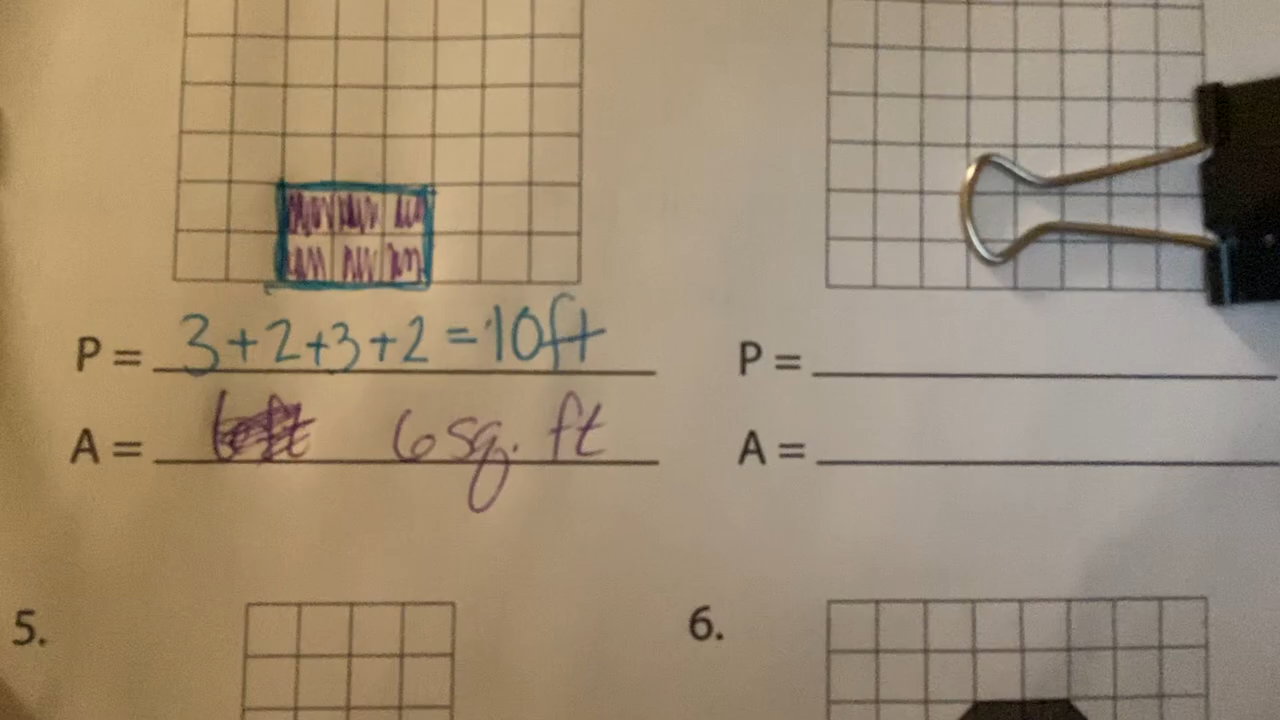 P = 3+2+3+2=10ft
A = 6 sq. ft
P =
A =
5.
6.